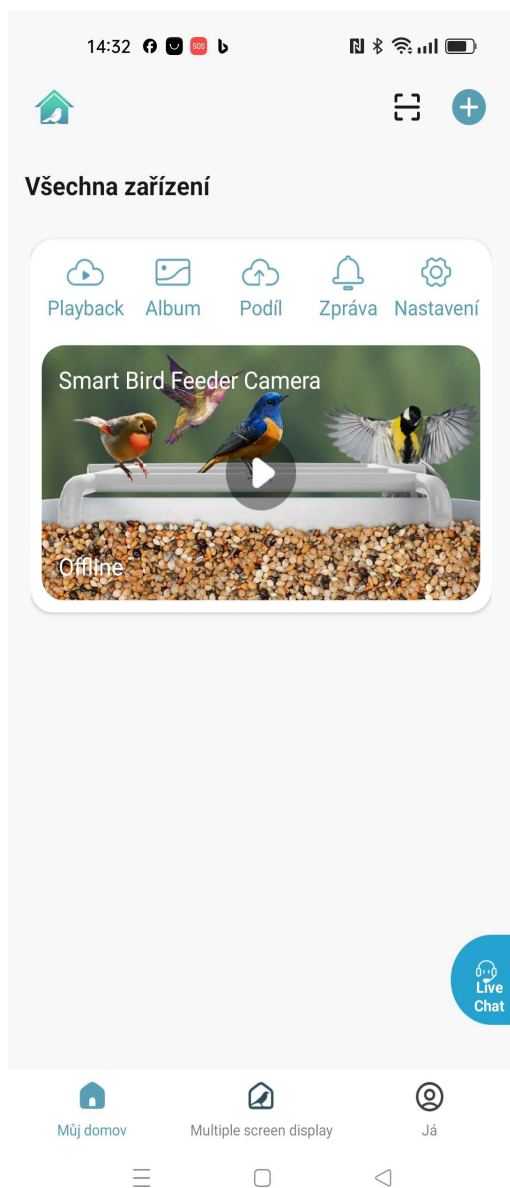 14:32
SOS
Všechna zařízení
Playback Album Podíl Zpráva Nastavení
Smart Bird Feeder Camera
Offline
Live
Chat
Můj domov Multiple screen display Já